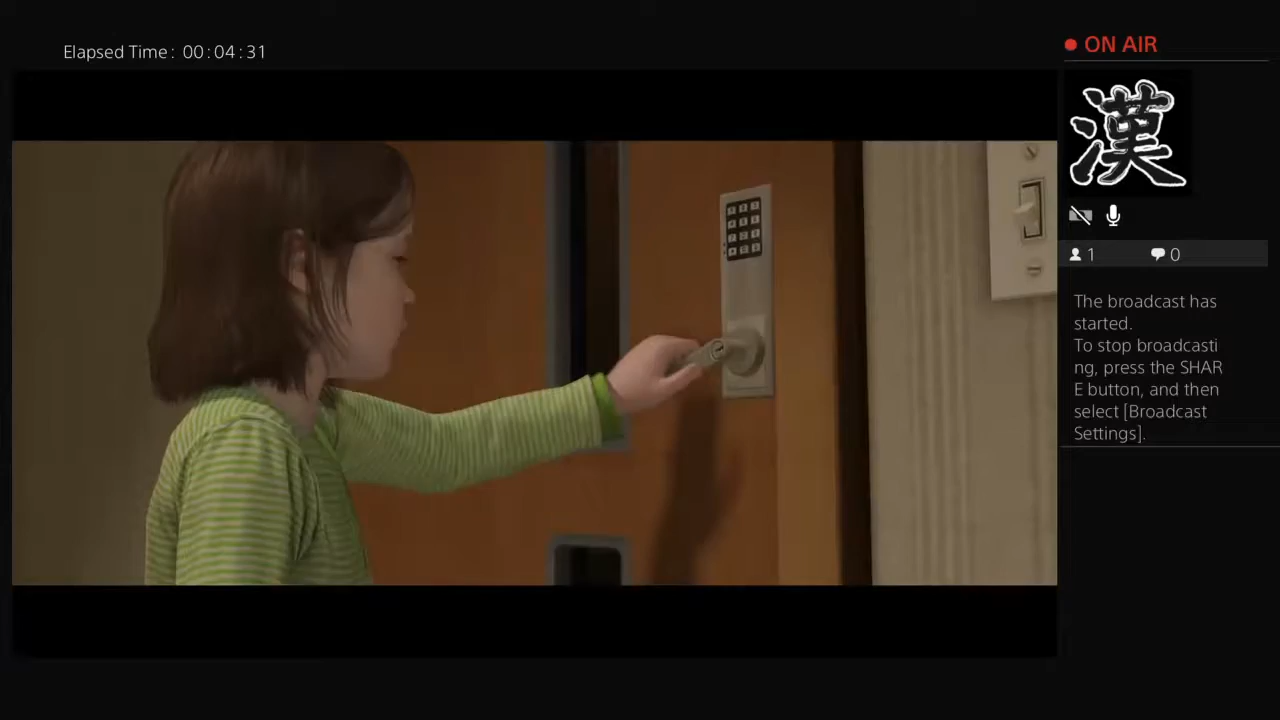 Elapsed Time: 00:04:31
ON AIR
漢
1
0
The broadcast has
started.
To stop broadcasti
ng, press the SHAR
E button, and then
select [Broadcast
Settings].